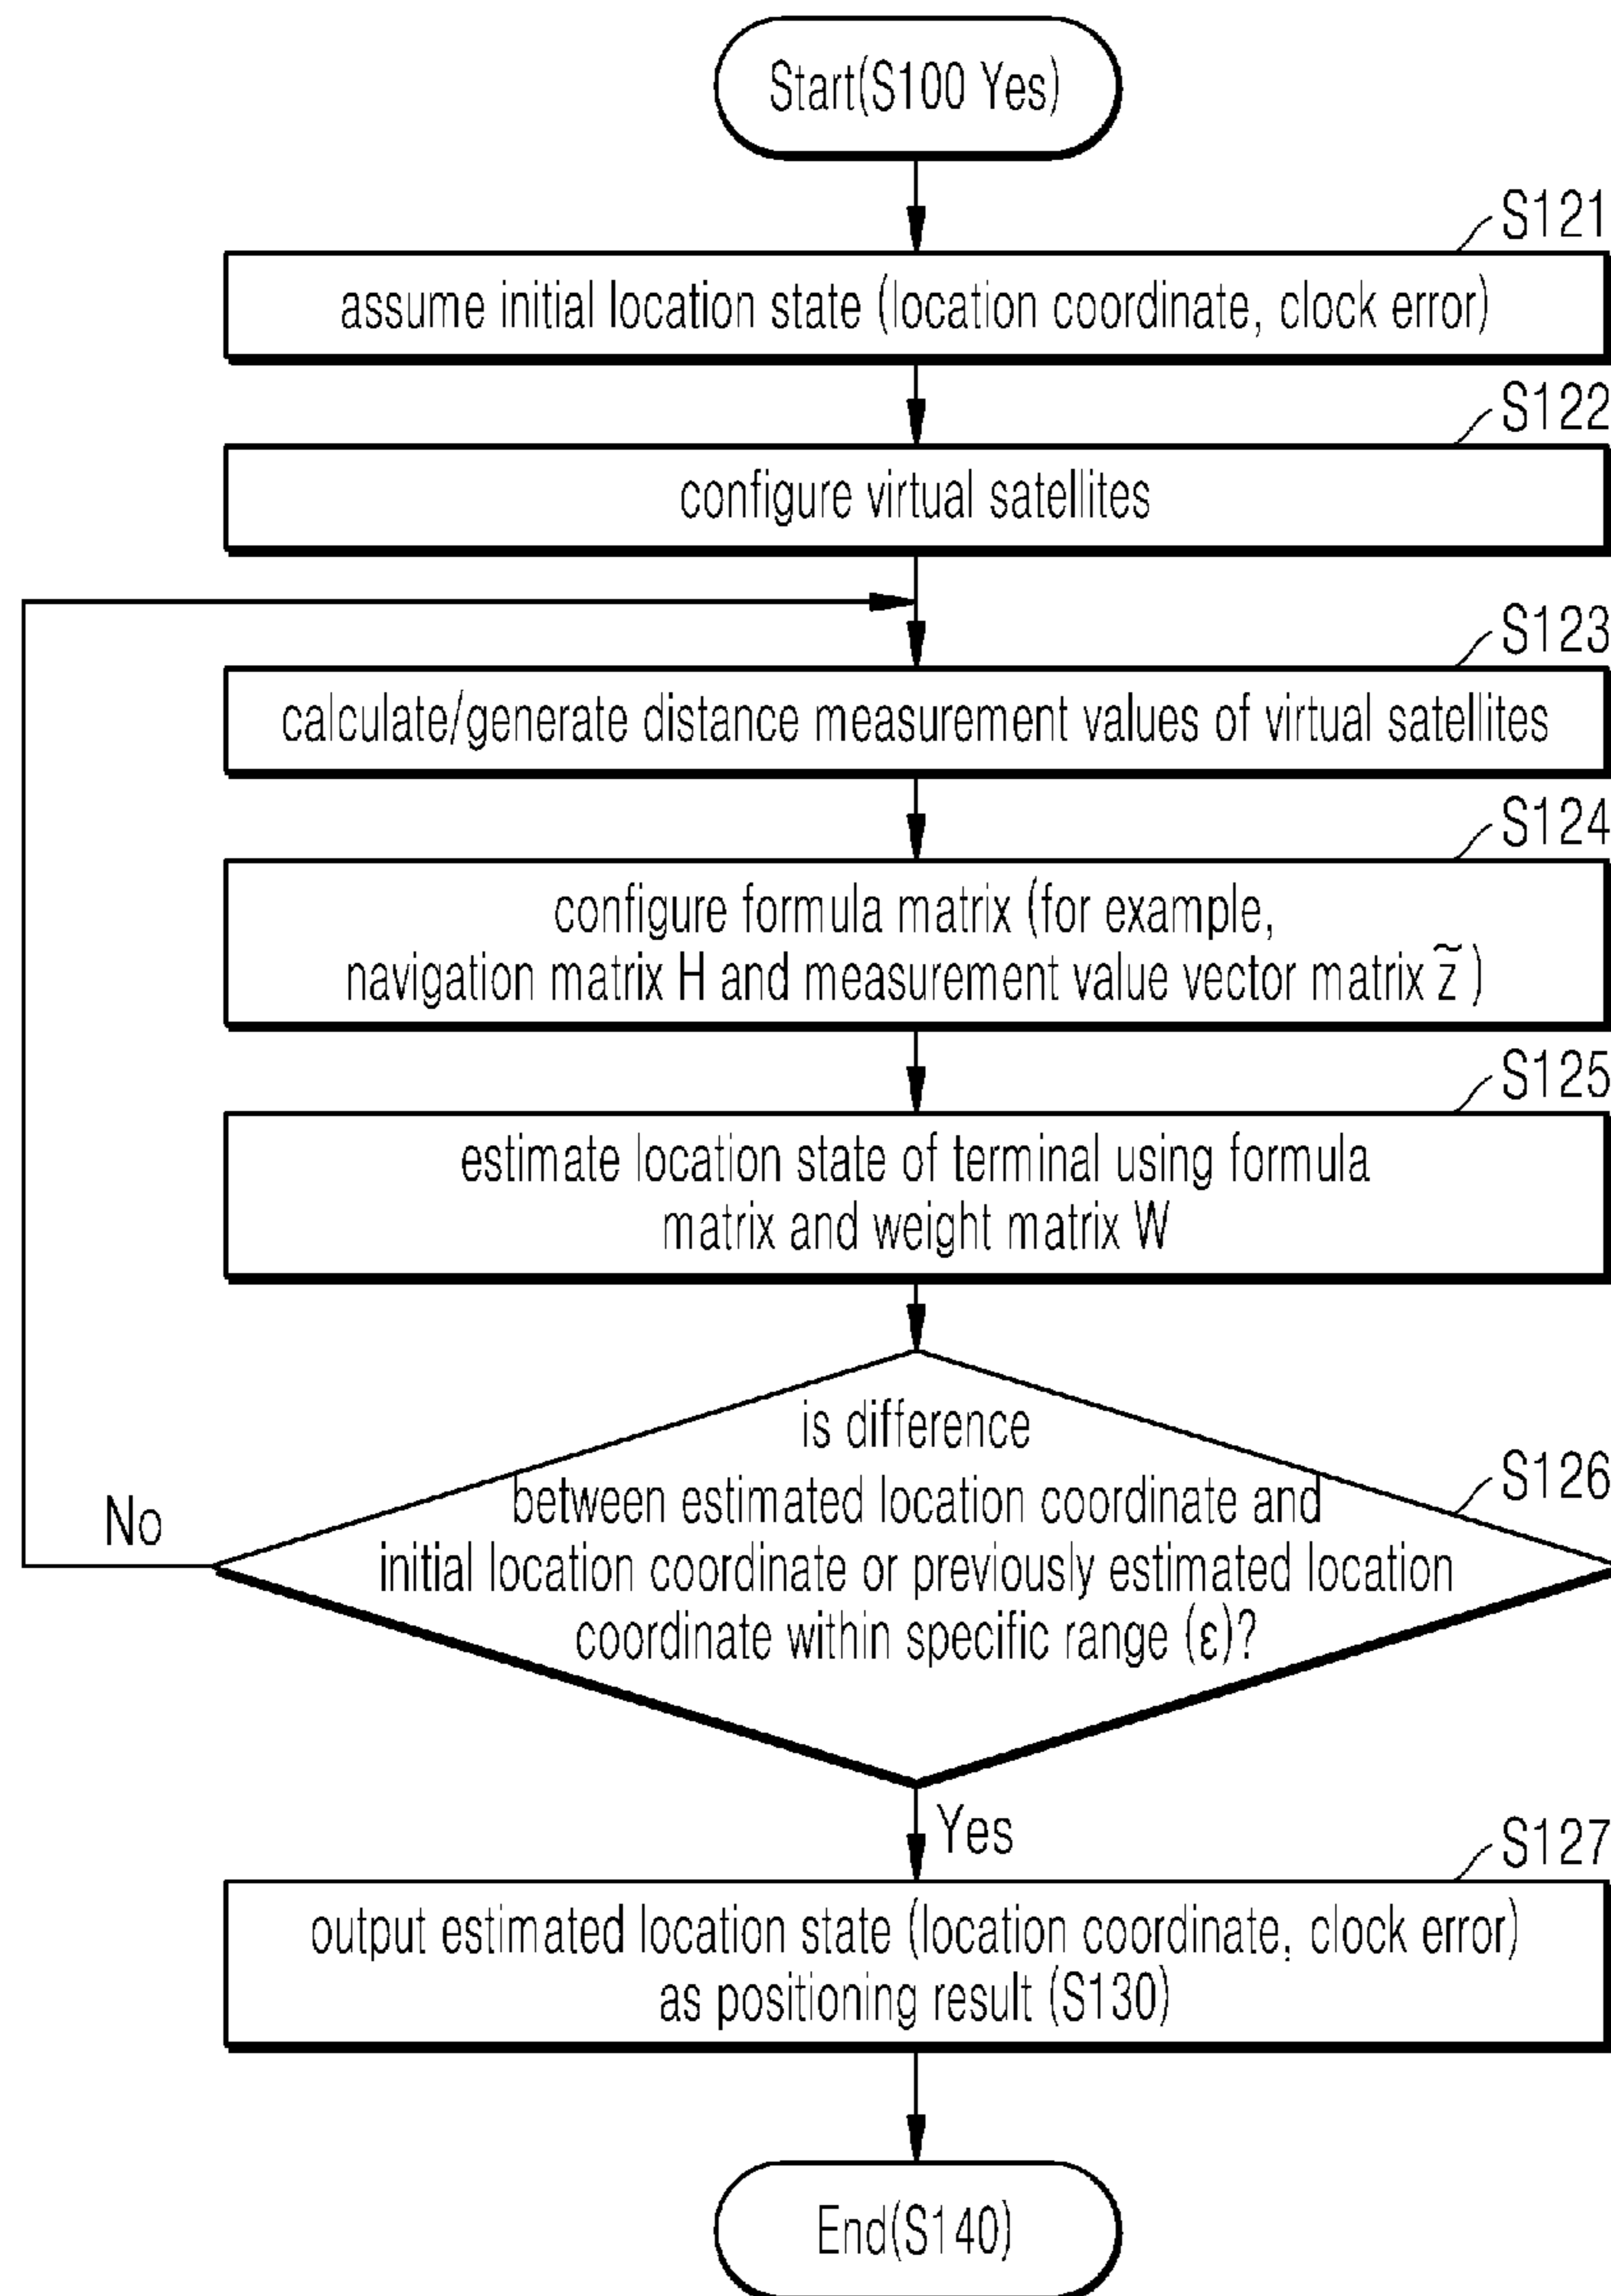 Start(S100 Yes)
S121
assume initial location state (location coordinate, clock error)
S122
configure virtual satellites
S123
calculate/generate distance measurement values of virtual satellites
S124
configure formula matrix (for example,
navigation matrix H and measurement value vector matrix z̃ )
S125
estimate location state of terminal using formula
matrix and weight matrix W
S126
is difference
between estimated location coordinate and
initial location coordinate or previously estimated location
coordinate within specific range (ε)?
No
Yes
S127
output estimated location state (location coordinate, clock error)
as positioning result (S130)
End(S140)